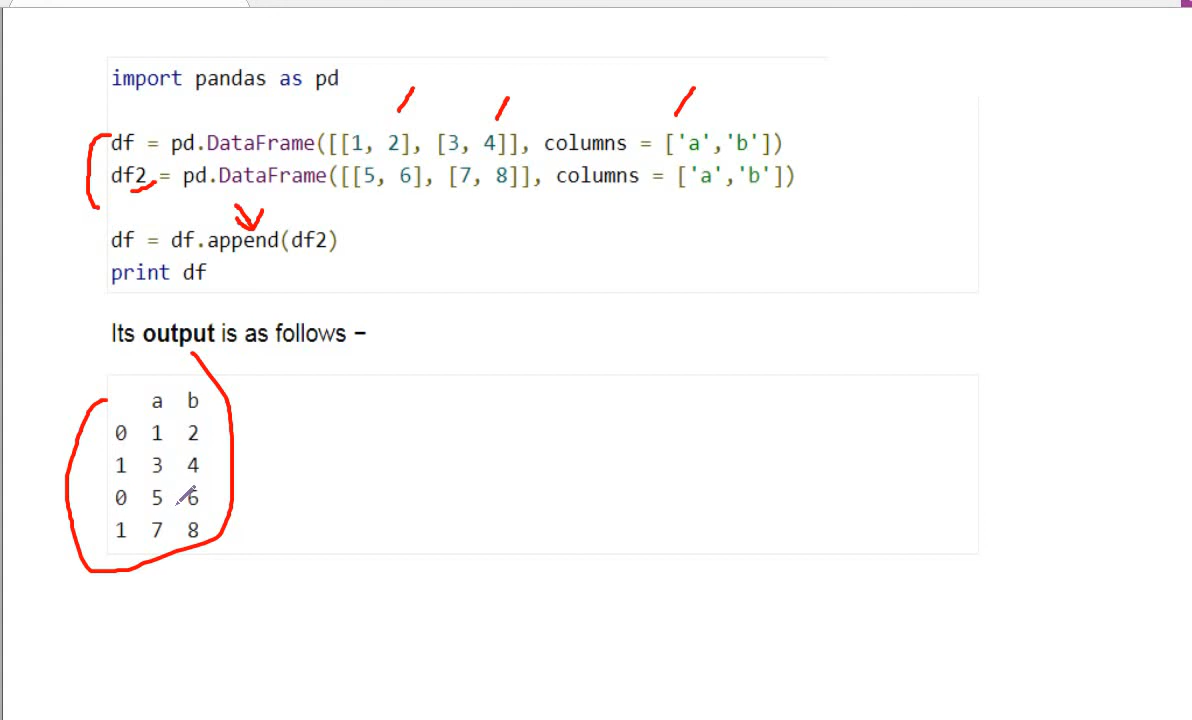 import pandas as pd
df = pd.DataFrame([[1, 2], [3, 4]], columns = ['a','b'])
df2 = pd.DataFrame([[5, 6], [7, 8]], columns = ['a','b'])
df = df.append(df2)
print df
Its output is as follows −
a b
0 1 2
1 3 4
0 5 6
1 7 8